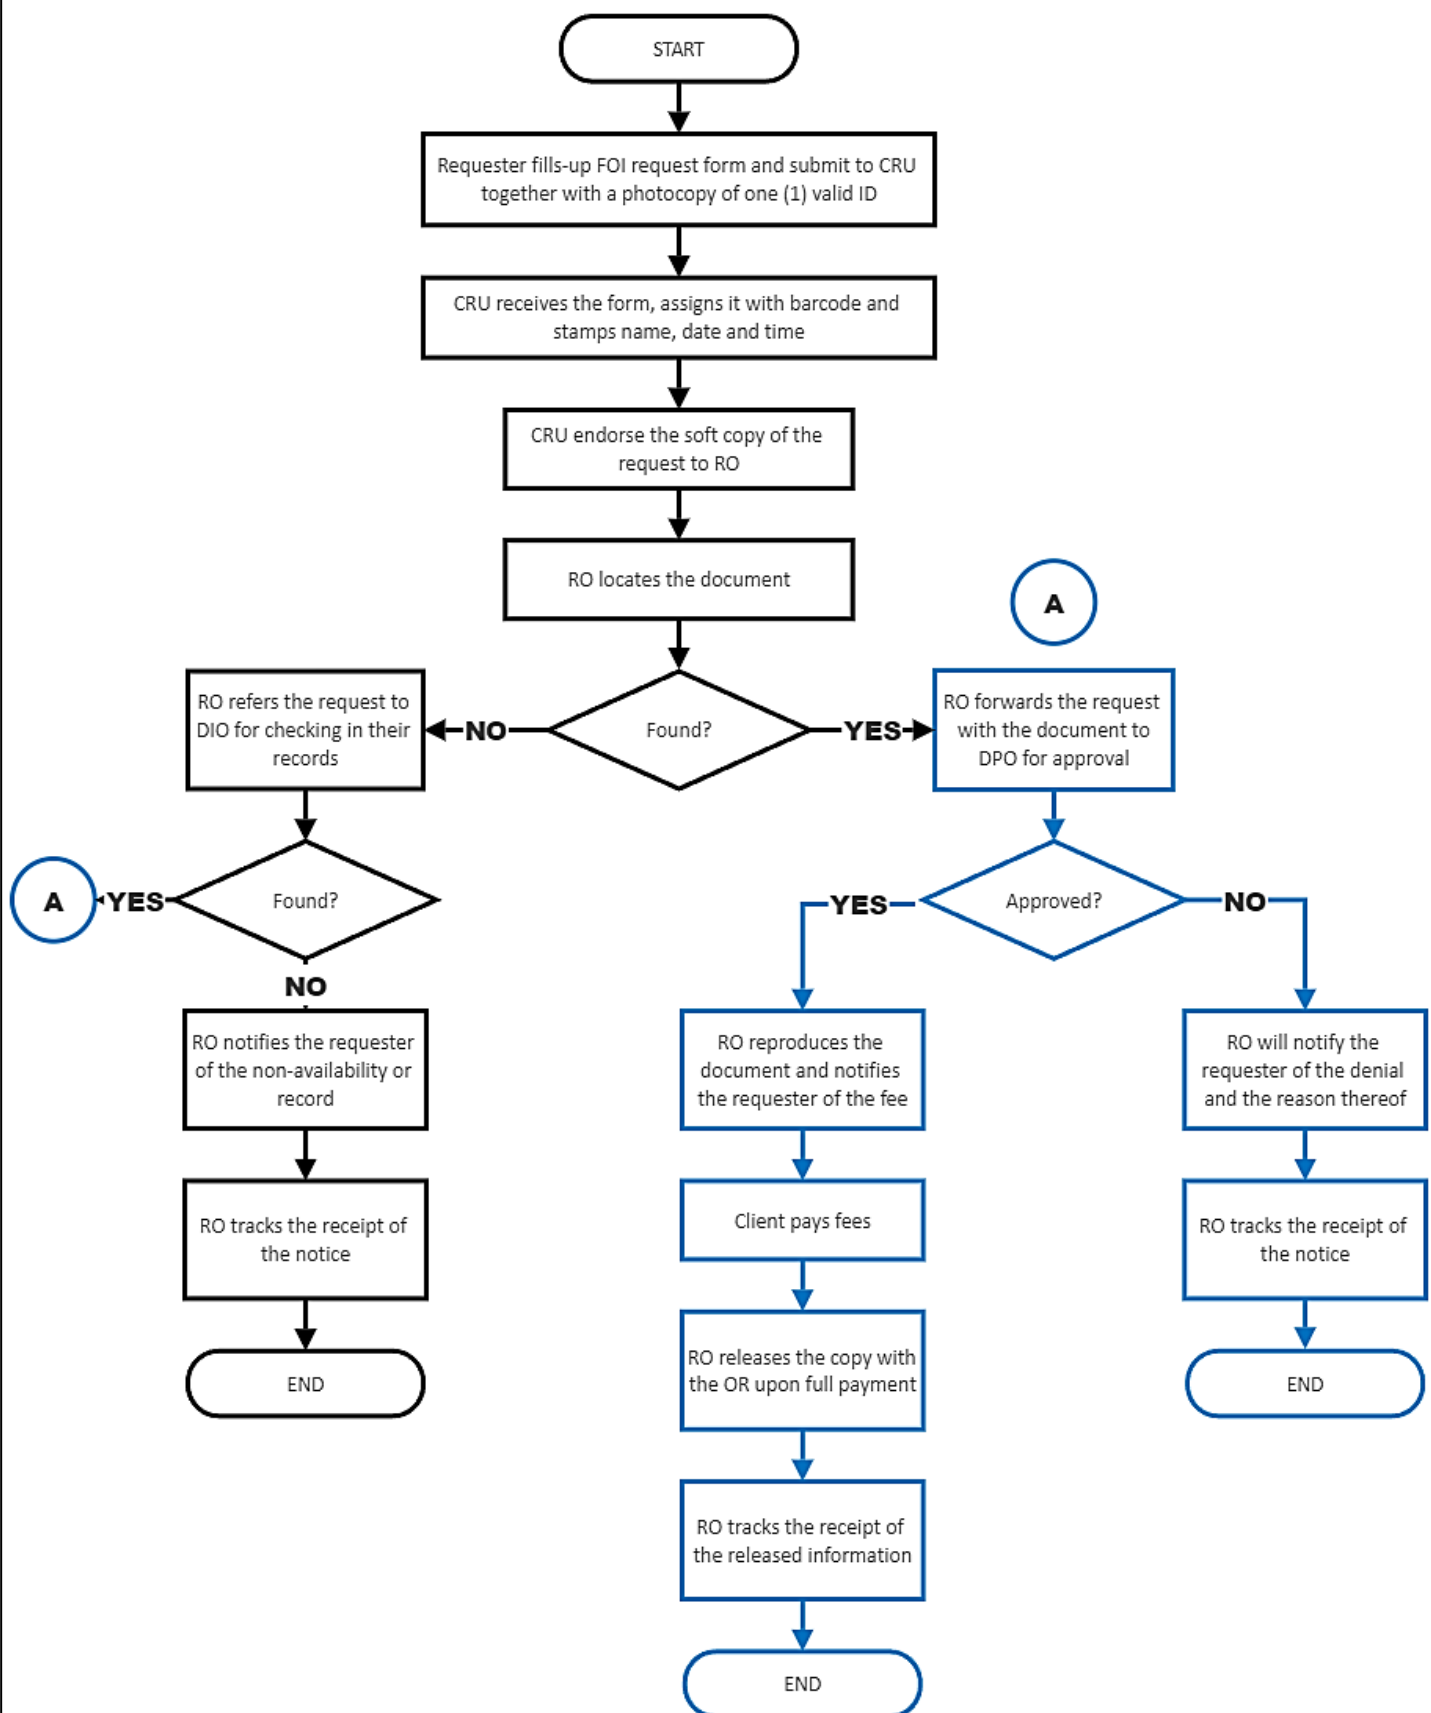 START
Requester fills-up FOI request form and submit to CRU
together with a photocopy of one (1) valid ID
CRU receives the form, assigns it with barcode and
stamps name, date and time
CRU endorse the soft copy of the
request to RO
RO locates the document
A
RO refers the request to
DIO for checking in their
records
NO
Found?
YES
RO forwards the request
with the document to
DPO for approval
A
YES
Found?
NO
YES
Approved?
NO
RO notifies the requester
of the non-availability or
record
RO reproduces the
document and notifies
the requester of the fee
RO will notify the
requester of the denial
and the reason thereof
RO tracks the receipt of
the notice
Client pays fees
RO tracks the receipt of
the notice
END
RO releases the copy with
the OR upon full payment
END
RO tracks the receipt of
the released information
END